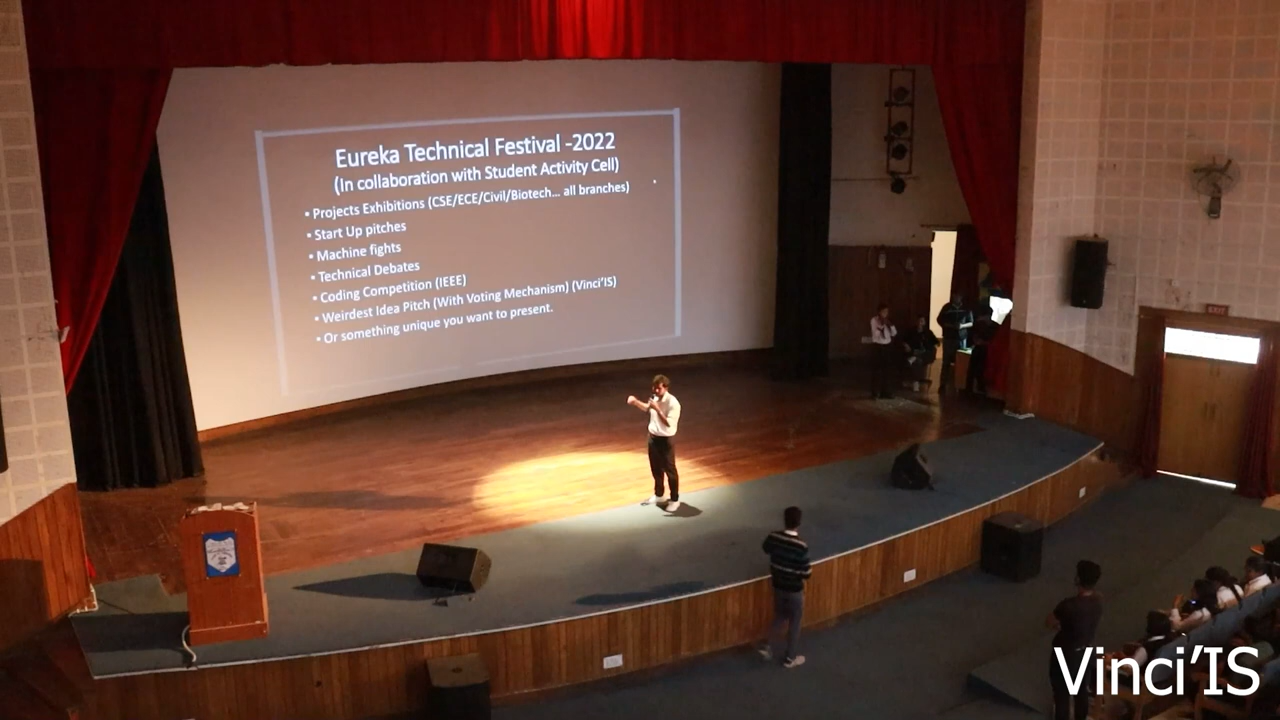 Eureka Technical Festival -2022
(In collaboration with Student Activity Cell)
• Projects Exhibitions (CSE/ECE/Civil/Biotech... all branches)
• Start Up pitches
• Machine fights
• Technical Debates
• Coding Competition (IEEE)
• Weirdest Idea Pitch (With Voting Mechanism) (Vinci'IS)
• Or something unique you want to present.
EXIT
Vinci'IS